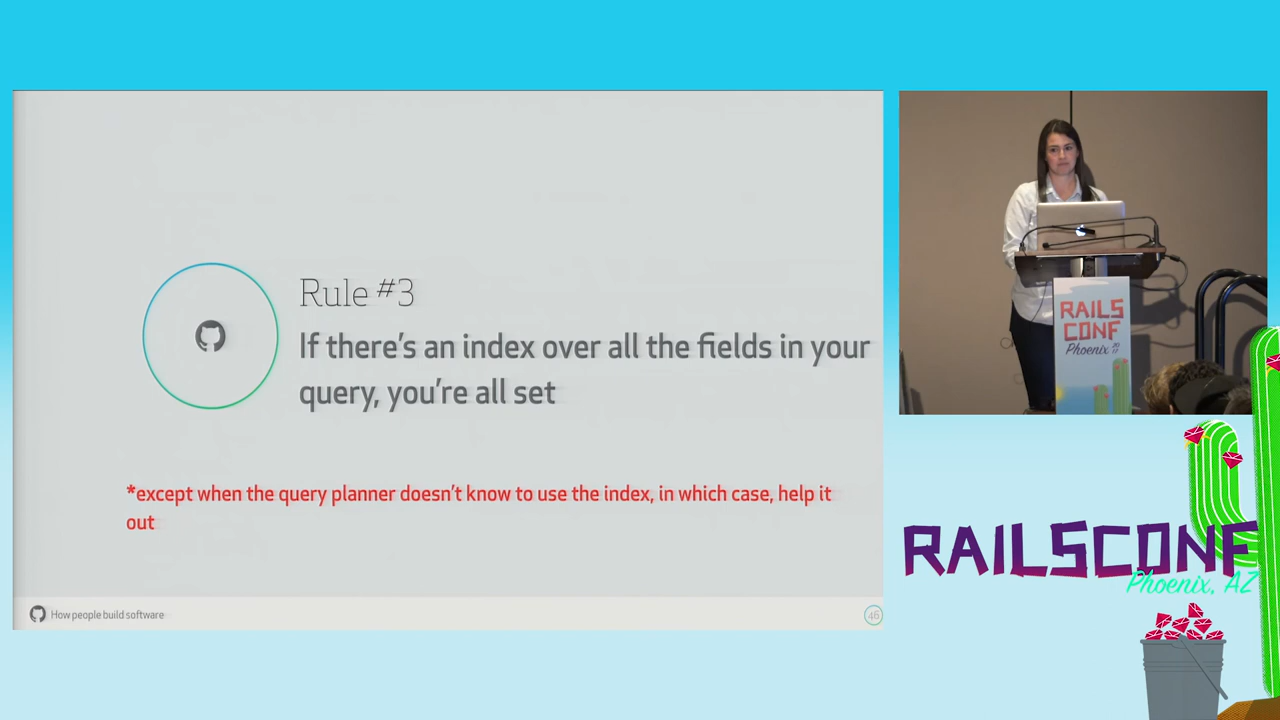 Rule #3
If there's an index over all the fields in your
query, you're all set
*except when the query planner doesn't know to use the index, in which case, help it
out
How people build software
46
RAILS
CONF
Phoenix 2017
RAILSCONF
Phoenix, AZ